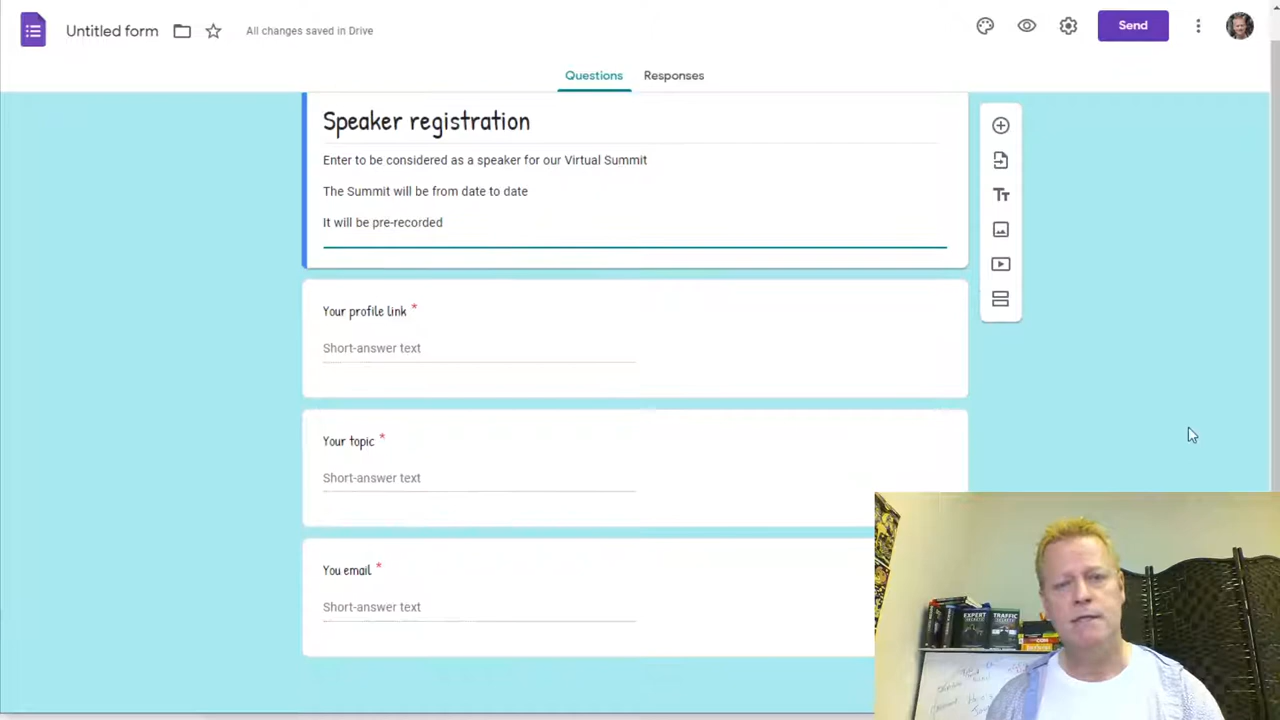 Untitled form
All changes saved in Drive
Send
Questions
Responses
Speaker registration
Enter to be considered as a speaker for our Virtual Summit
The Summit will be from date to date
It will be pre-recorded
Your profile link *
Short-answer text
Your topic *
Short-answer text
You email *
Short-answer text
EXPERT
TRAFFIC